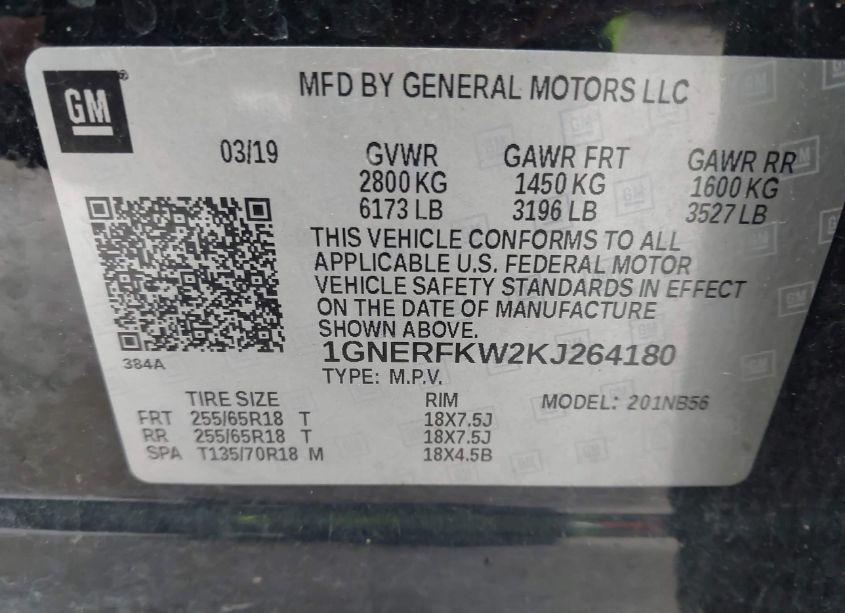 GM
MFD BY GENERAL MOTORS LLC
03/19
GVWR
2800 KG
6173 LB
GAWR FRT
1450 KG
3196 LB
GAWR RR
1600 KG
3527 LB
THIS VEHICLE CONFORMS TO ALL
APPLICABLE U.S. FEDERAL MOTOR
VEHICLE SAFETY STANDARDS IN EFFECT
ON THE DATE OF MANUFACTURE
SHOWN ABOVE.
1GNERFKW2KJ264180
TYPE: M.P.V.
384A
TIRE SIZE RIM MODEL: 201NB56
FRT 255/65R18 T 18X7.5J
RR 255/65R18 T 18X7.5J
SPA T135/70R18 M 18X4.5B